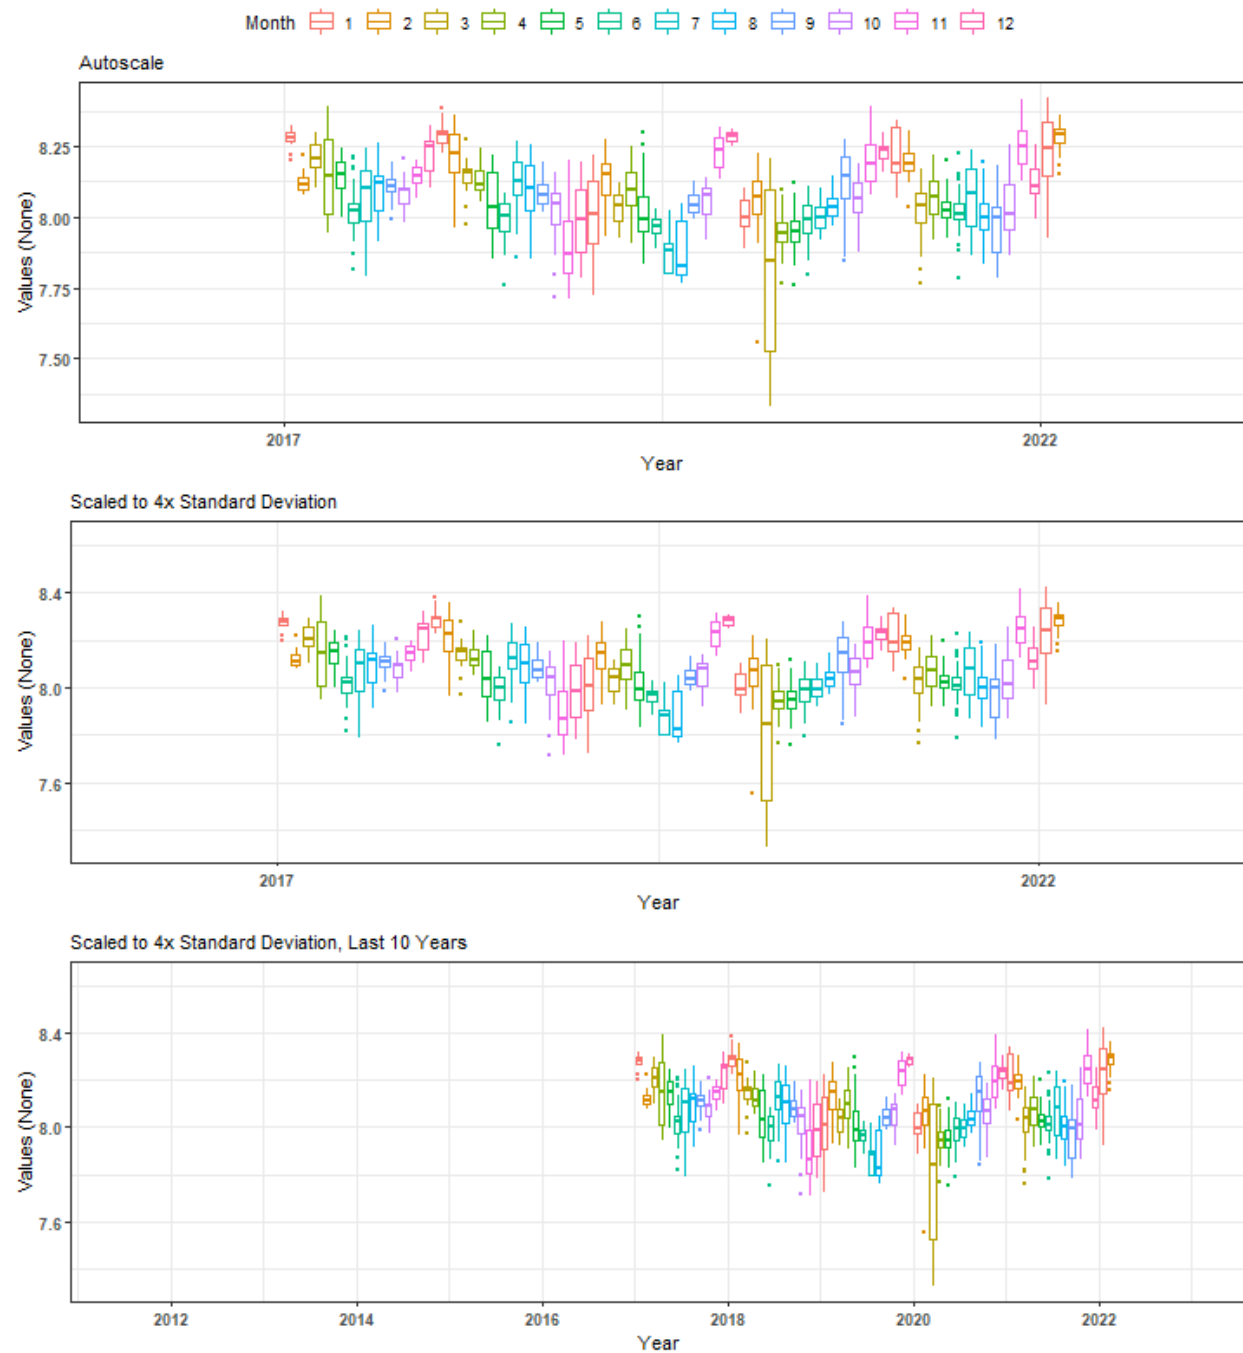 Month 1 2 3 4 5 6 7 8 9 10 11 12
Autoscale
Values (None)
8.25
8.00
7.75
7.50
2017 2022
Year
Scaled to 4x Standard Deviation
Values (None)
8.4
8.0
7.6
2017 2022
Year
Scaled to 4x Standard Deviation, Last 10 Years
Values (None)
8.4
8.0
7.6
2012 2014 2016 2018 2020 2022
Year